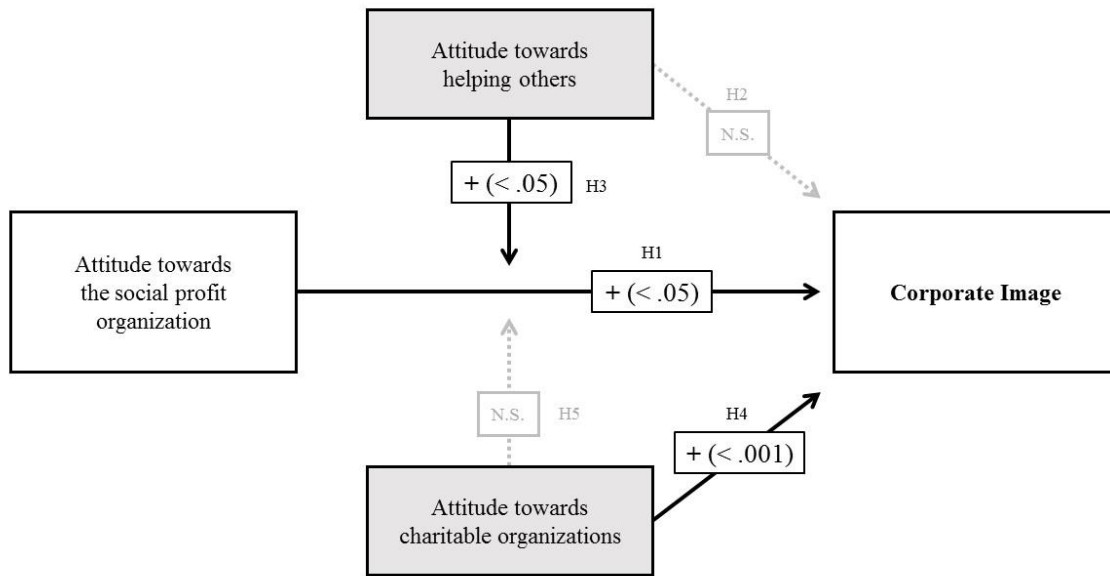 Attitude towards
helping others
H2
N.S.
+ (< .05)
H3
Attitude towards
the social profit
organization
H1
+ (< .05)
Corporate Image
N.S.
H5
H4
+ (< .001)
Attitude towards
charitable organizations